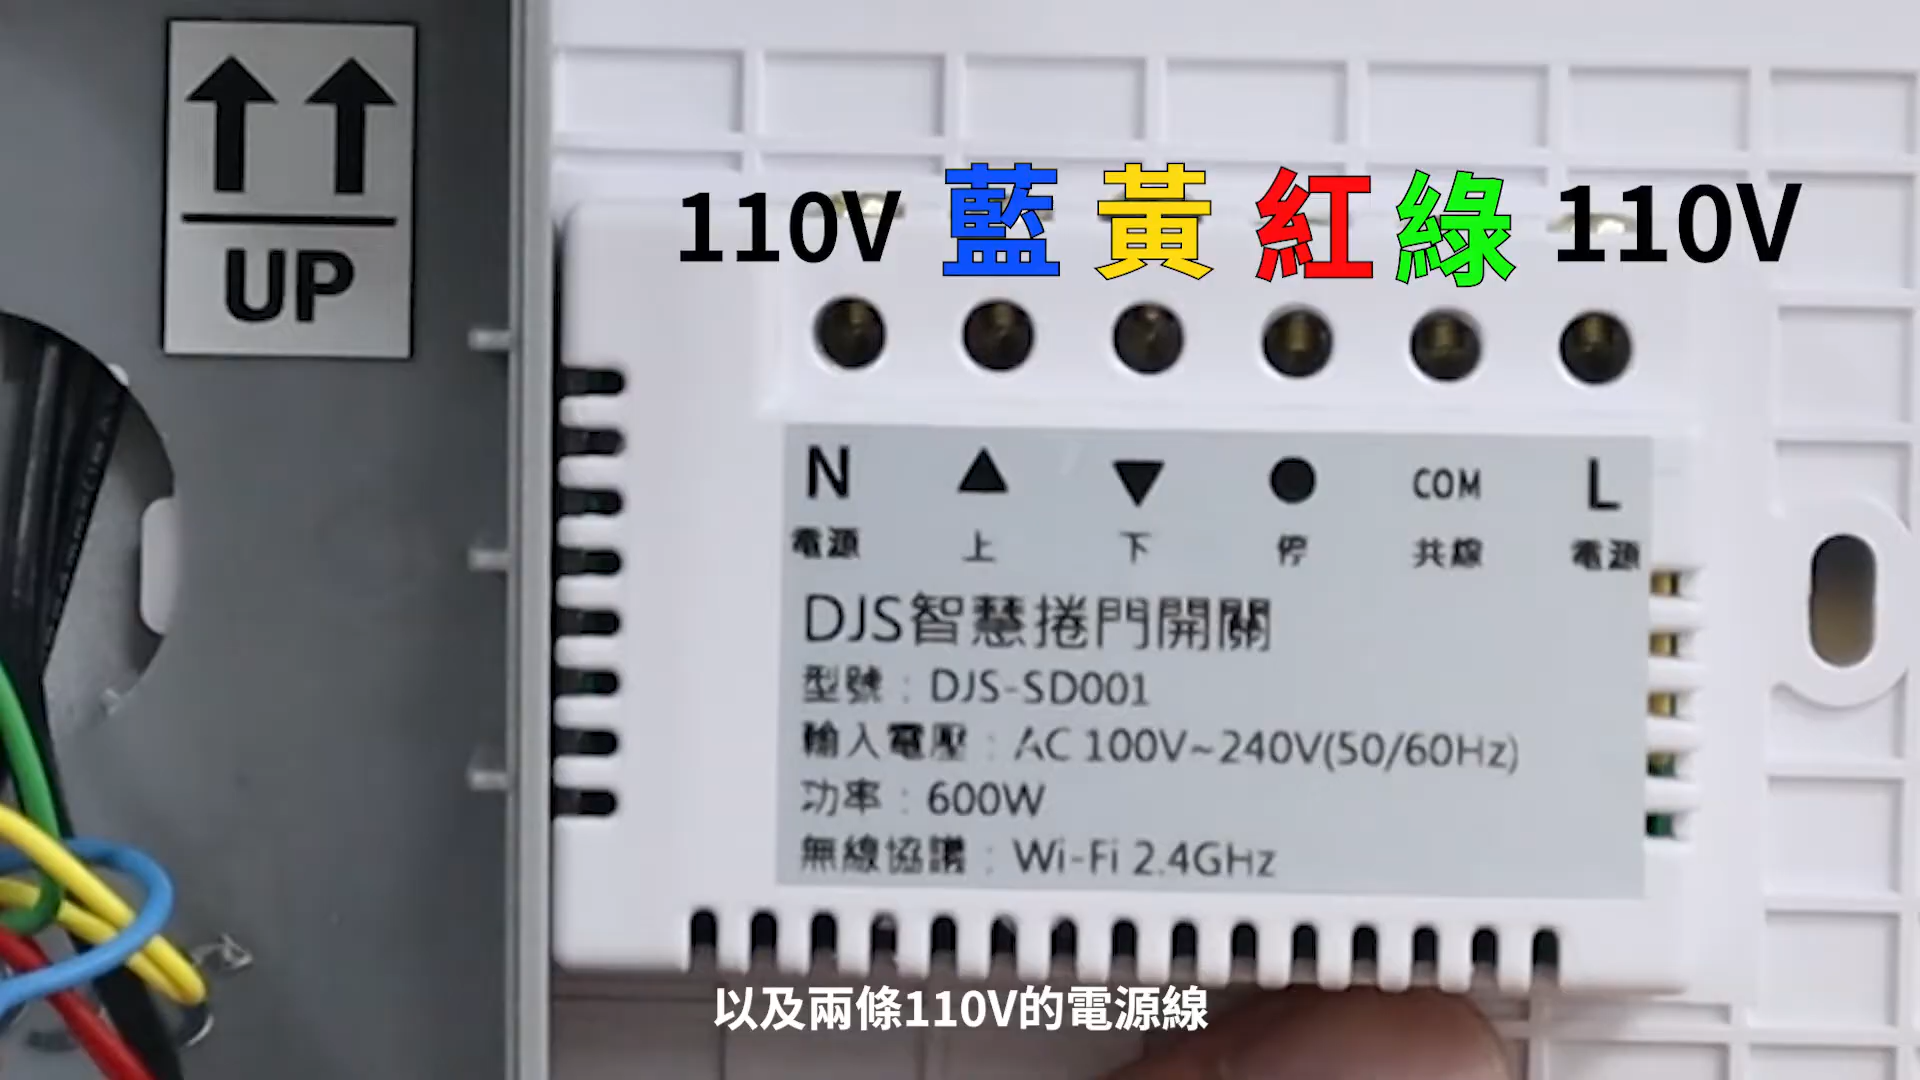 UP
110V 藍 黃 紅 綠 110V
N ▲ ▼ ● COM L
電源 上 下 停 共線 電源
DJS智慧捲門開關
型號：DJS-SD001
輸入電壓：AC 100V~240V(50/60Hz)
功率：600W
無線協議：Wi-Fi 2.4GHz
以及兩條110V的電源線